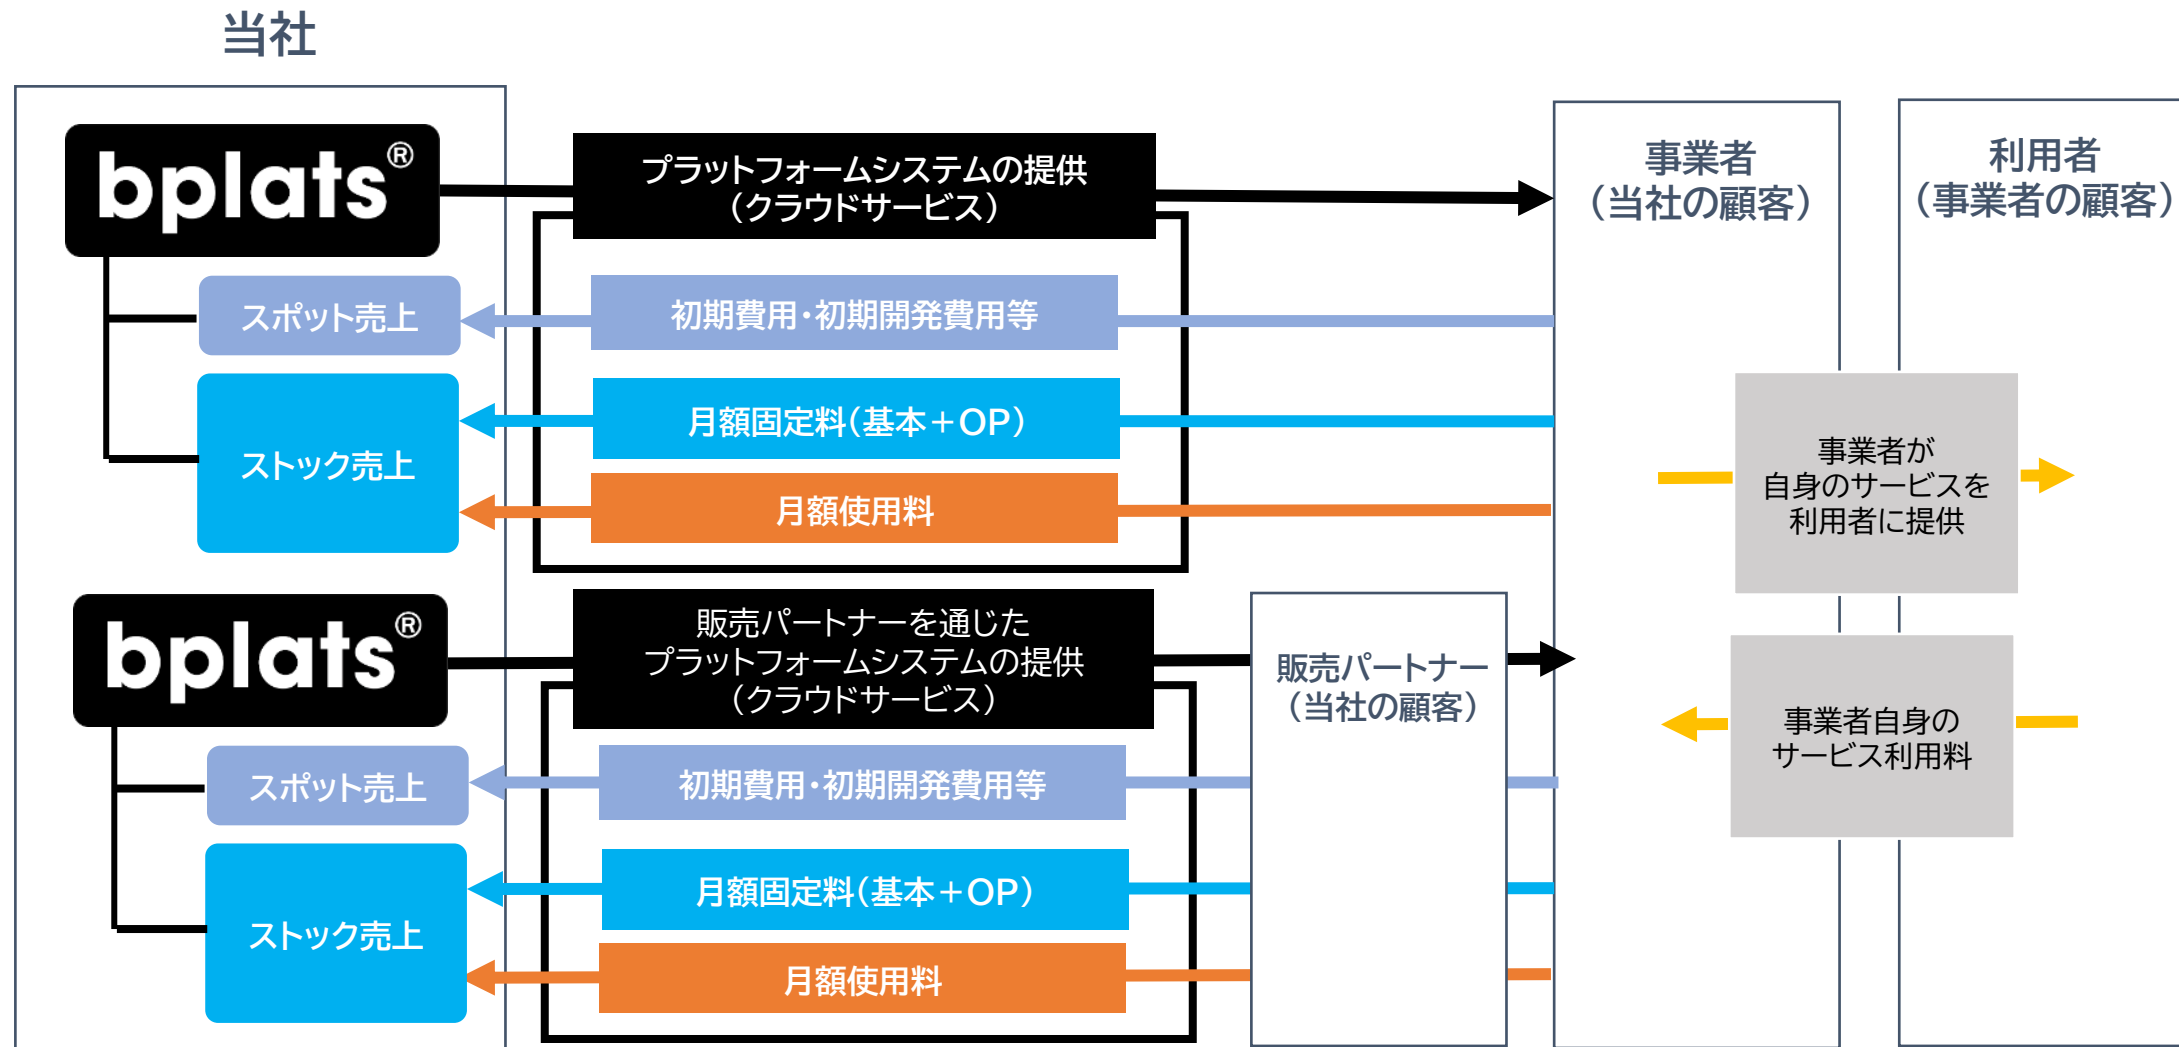 当社
bplats®
プラットフォームシステムの提供
（クラウドサービス）
事業者
（当社の顧客）
利用者
（事業者の顧客）
スポット売上
初期費用・初期開発費用等
ストック売上
月額固定料（基本＋OP）
月額使用料
事業者が
自身のサービスを
利用者に提供
bplats®
販売パートナーを通じた
プラットフォームシステムの提供
（クラウドサービス）
販売パートナー
（当社の顧客）
事業者自身の
サービス利用料
スポット売上
初期費用・初期開発費用等
ストック売上
月額固定料（基本＋OP）
月額使用料